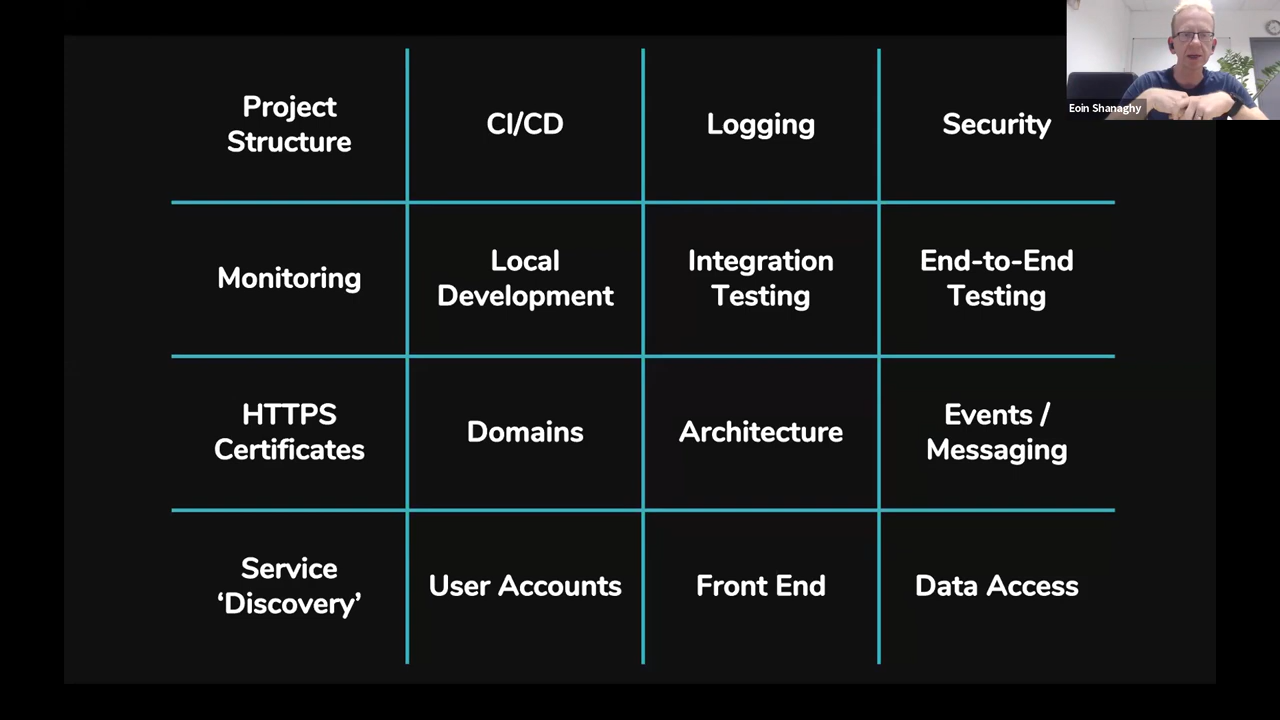 Eoin Shanaghy
Project
Structure
CI/CD
Logging
Security
Monitoring
Local
Development
Integration
Testing
End-to-End
Testing
HTTPS
Certificates
Domains
Architecture
Events /
Messaging
Service
‘Discovery’
User Accounts
Front End
Data Access